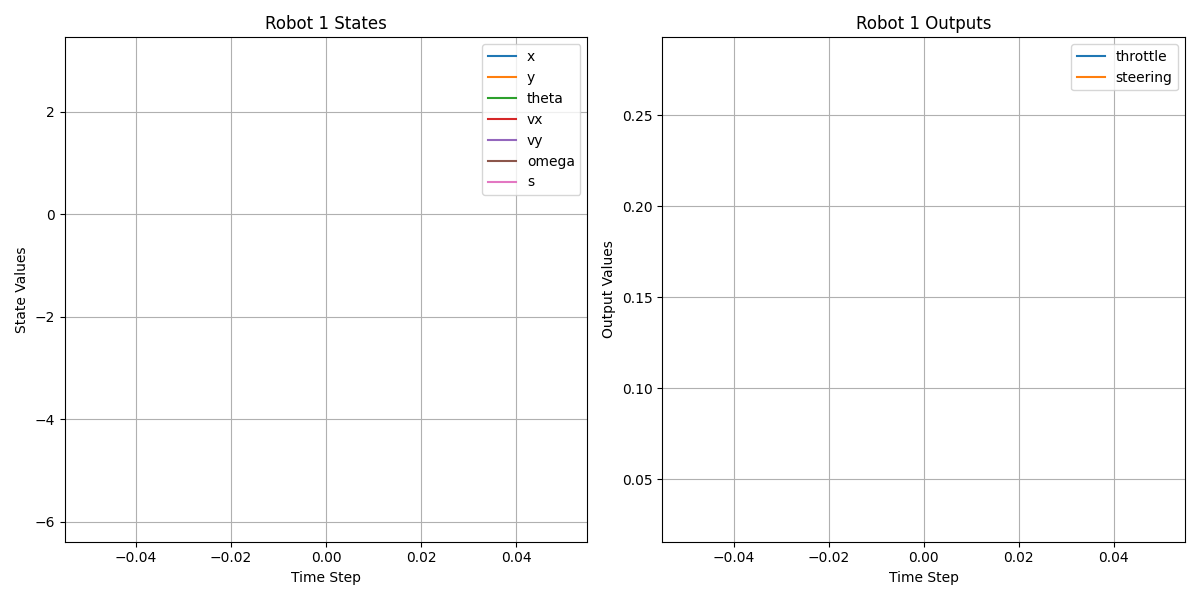 Robot 1 States
x
y
theta
vx
vy
omega
s
2
0
−2
−4
−6
State Values
−0.04
−0.02
0.00
0.02
0.04
Time Step
Robot 1 Outputs
throttle
steering
0.25
0.20
0.15
0.10
0.05
Output Values
−0.04
−0.02
0.00
0.02
0.04
Time Step